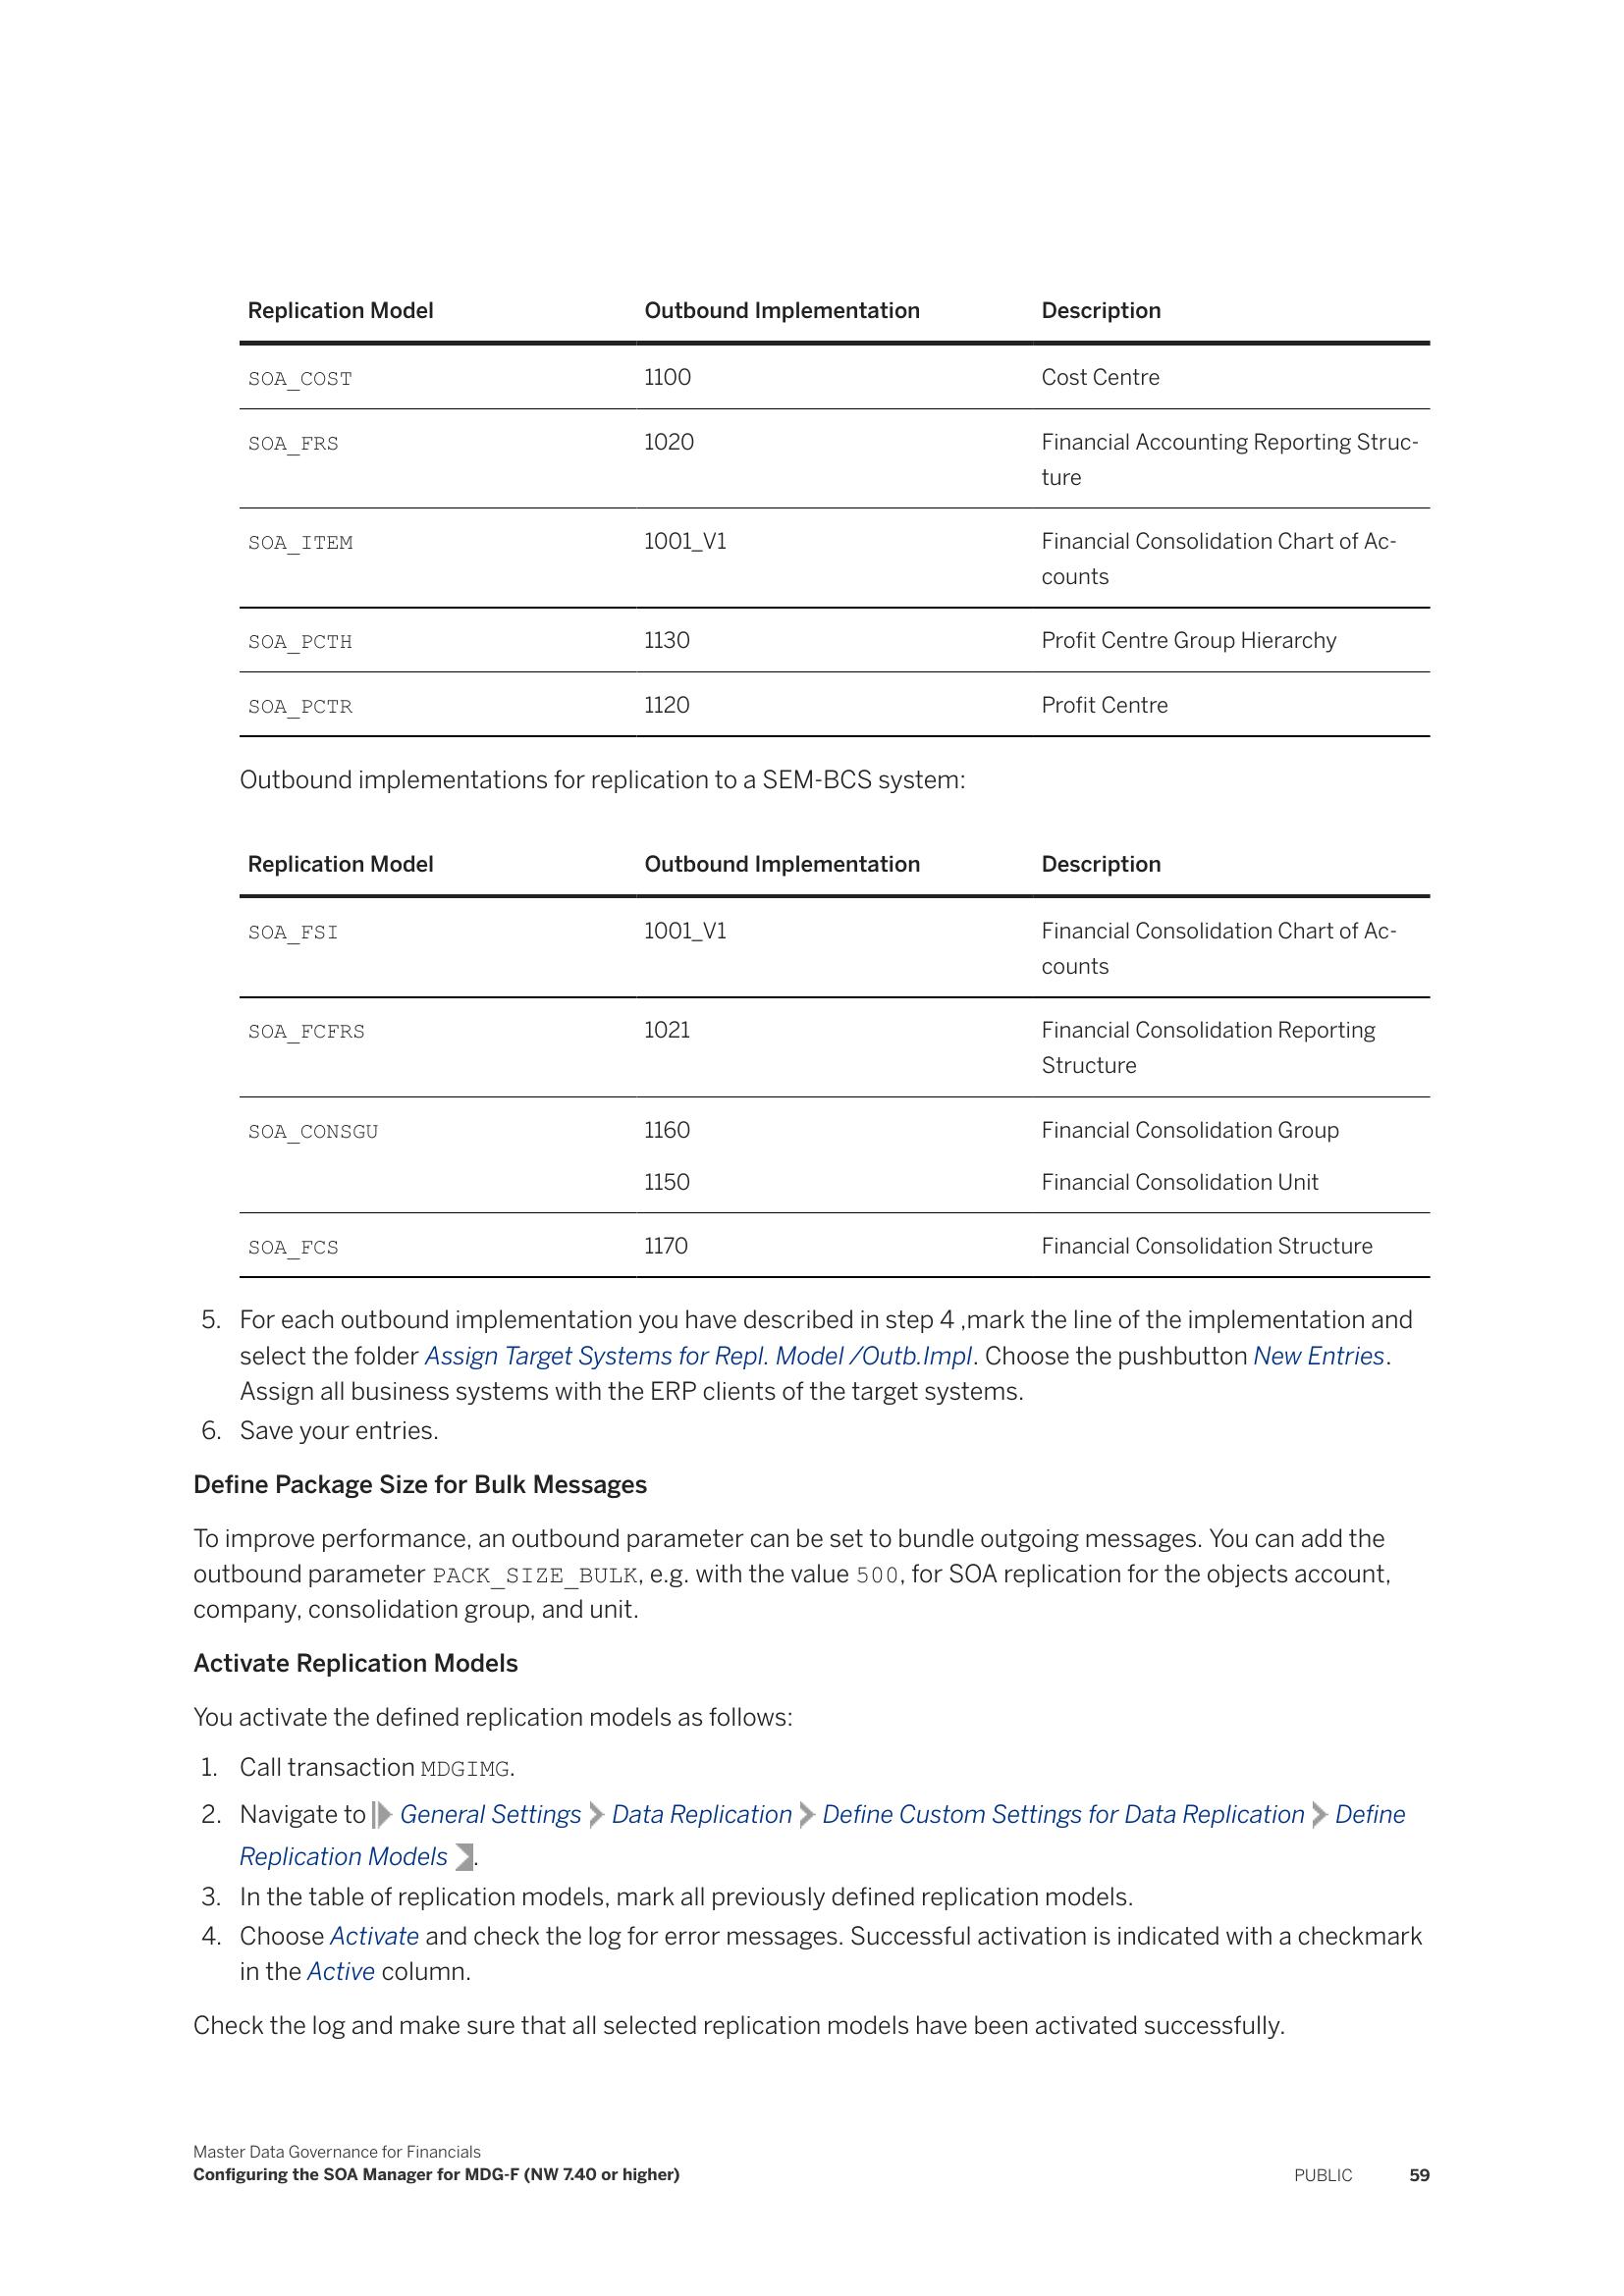 Replication Model Outbound Implementation Description
SOA_COST 1100 Cost Centre
SOA_FRS 1020 Financial Accounting Reporting Struc-
ture
SOA_ITEM 1001_V1 Financial Consolidation Chart of Ac-
counts
SOA_PCTH 1130 Profit Centre Group Hierarchy
SOA_PCTR 1120 Profit Centre
Outbound implementations for replication to a SEM-BCS system:
Replication Model Outbound Implementation Description
SOA_FSI 1001_V1 Financial Consolidation Chart of Ac-
counts
SOA_FCFRS 1021 Financial Consolidation Reporting
Structure
SOA_CONSGU 1160 Financial Consolidation Group
1150 Financial Consolidation Unit
SOA_FCS 1170 Financial Consolidation Structure
5. For each outbound implementation you have described in step 4 ,mark the line of the implementation and
select the folder Assign Target Systems for Repl. Model /Outb.Impl. Choose the pushbutton New Entries.
Assign all business systems with the ERP clients of the target systems.
6. Save your entries.
Define Package Size for Bulk Messages
To improve performance, an outbound parameter can be set to bundle outgoing messages. You can add the
outbound parameter PACK_SIZE_BULK, e.g. with the value 500, for SOA replication for the objects account,
company, consolidation group, and unit.
Activate Replication Models
You activate the defined replication models as follows:
1. Call transaction MDGIMG.
2. Navigate to General Settings Data Replication Define Custom Settings for Data Replication Define
Replication Models .
3. In the table of replication models, mark all previously defined replication models.
4. Choose Activate and check the log for error messages. Successful activation is indicated with a checkmark
in the Active column.
Check the log and make sure that all selected replication models have been activated successfully.
Master Data Governance for Financials
Configuring the SOA Manager for MDG-F (NW 7.40 or higher) PUBLIC 59